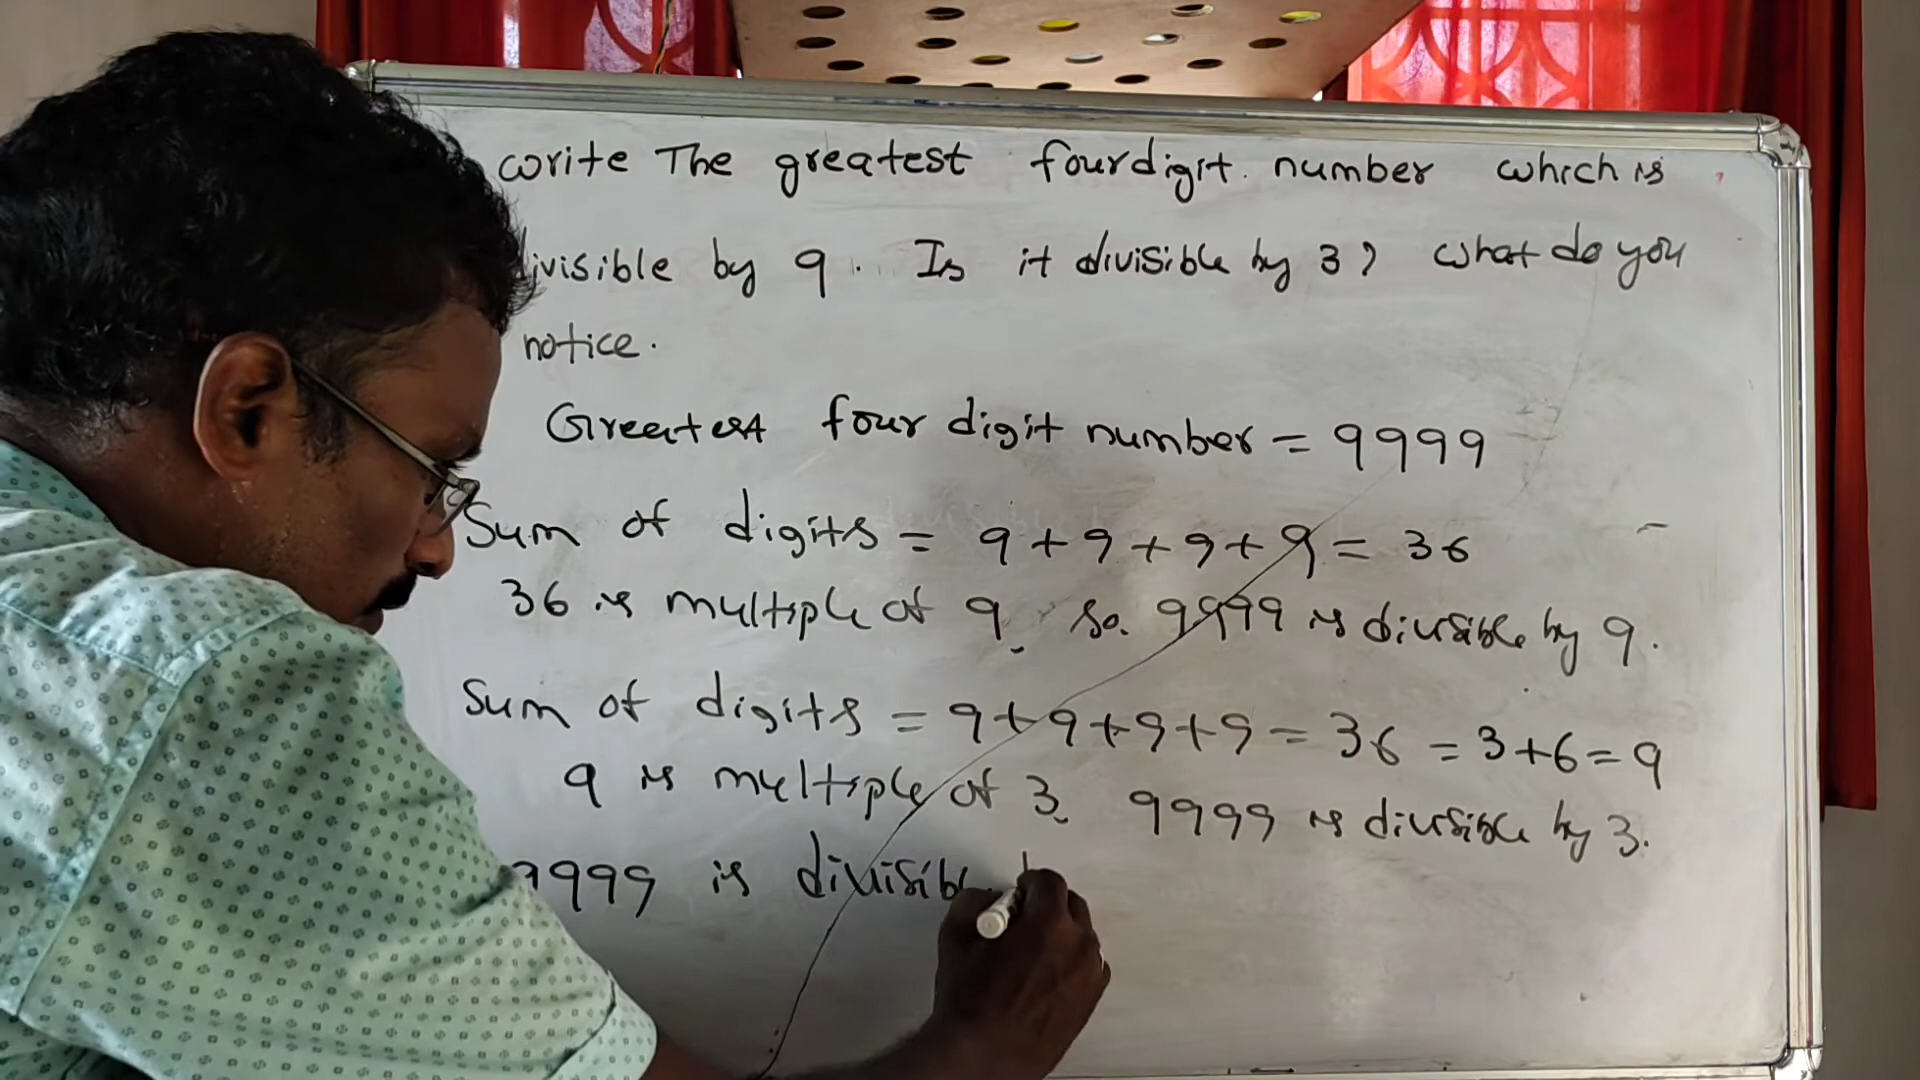 write The greatest four digit number which is
divisible by 9. Is it divisible by 3? what do you
notice.
Greatest four digit number = 9999
Sum of digits = 9+9+9+9 = 36
36 is multiple of 9. so. 9999 is divisible by 9.
Sum of digits = 9+9+9+9 = 36 = 3+6=9
9 is multiple of 3. 9999 is divisible by 3.
9999 is divisible